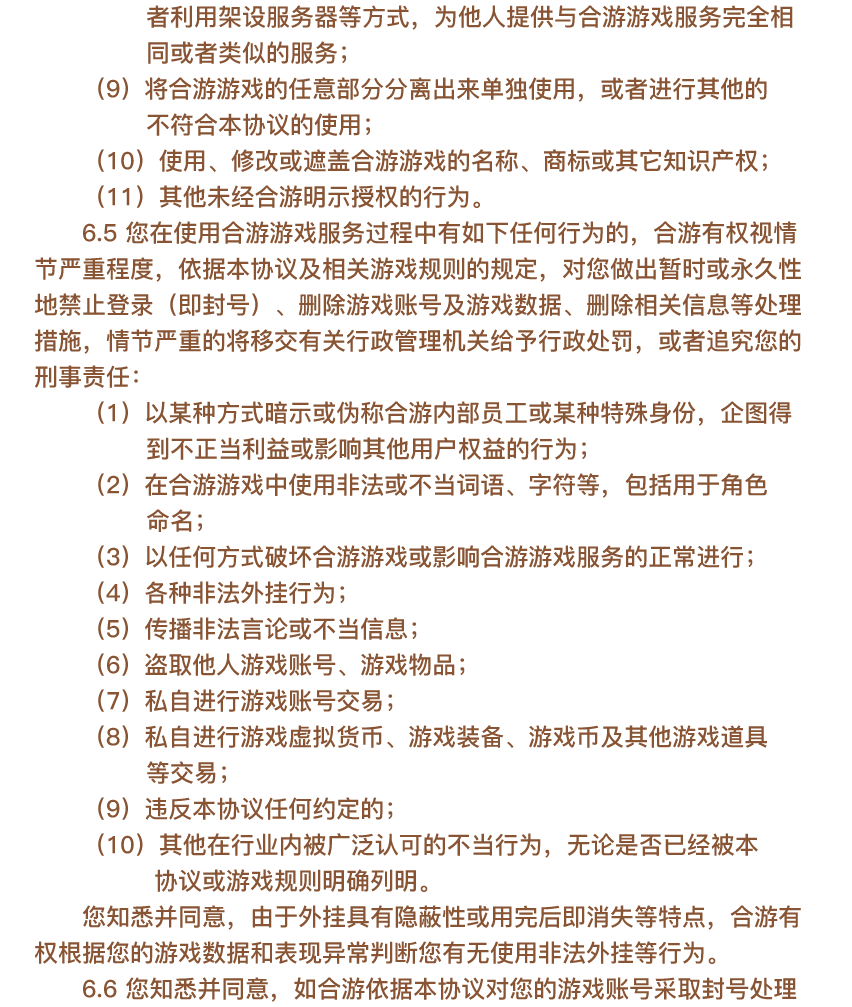 者利用架设服务器等方式，为他人提供与合游游戏服务完全相
同或者类似的服务；
（9）将合游游戏的任意部分分离出来单独使用，或者进行其他的
不符合本协议的使用；
（10）使用、修改或遮盖合游游戏的名称、商标或其它知识产权；
（11）其他未经合游明示授权的行为。
6.5 您在使用合游游戏服务过程中有如下任何行为的，合游有权视情
节严重程度，依据本协议及相关游戏规则的规定，对您做出暂时或永久性
地禁止登录（即封号）、删除游戏账号及游戏数据、删除相关信息等处理
措施，情节严重的将移交有关行政管理机关给予行政处罚，或者追究您的
刑事责任：
（1）以某种方式暗示或伪称合游内部员工或某种特殊身份，企图得
到不正当利益或影响其他用户权益的行为；
（2）在合游游戏中使用非法或不当词语、字符等，包括用于角色
命名；
（3）以任何方式破坏合游游戏或影响合游游戏服务的正常进行；
（4）各种非法外挂行为；
（5）传播非法言论或不当信息；
（6）盗取他人游戏账号、游戏物品；
（7）私自进行游戏账号交易；
（8）私自进行游戏虚拟货币、游戏装备、游戏币及其他游戏道具
等交易；
（9）违反本协议任何约定的；
（10）其他在行业内被广泛认可的不当行为，无论是否已经被本
协议或游戏规则明确列明。
您知悉并同意，由于外挂具有隐蔽性或用完后即消失等特点，合游有
权根据您的游戏数据和表现异常判断您有无使用非法外挂等行为。
6.6 您知悉并同意，如合游依据本协议对您的游戏账号采取封号处理